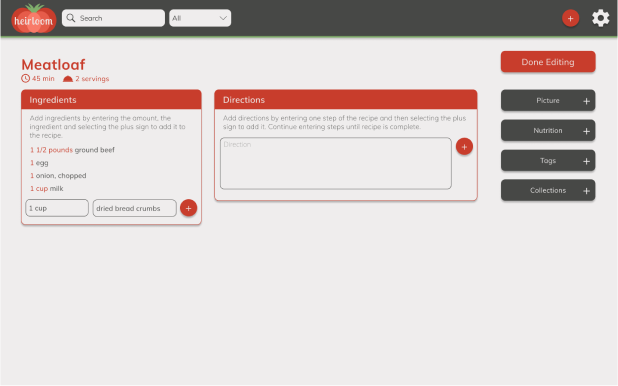 heirloom
Search
All
+
Meatloaf
45 min
2 servings
Done Editing
Ingredients
Add ingredients by entering the amount, the
ingredient and selecting the plus sign to add it to
the recipe.
1 1/2 pounds ground beef
1 egg
1 onion, chopped
1 cup milk
1 cup
dried bread crumbs
+
Directions
Add directions by entering one step of the recipe and then selecting the plus
sign to add it. Continue entering steps until recipe is complete.
Direction
+
Picture +
Nutrition +
Tags +
Collections +